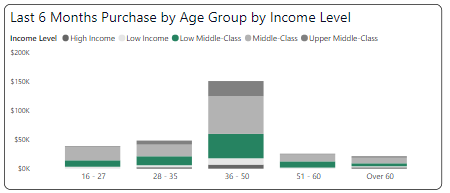 Last 6 Months Purchase by Age Group by Income Level
Income Level High Income Low Income Low Middle-Class Middle-Class Upper Middle-Class
$200K
$150K
$100K
$50K
$0K
16 - 27 28 - 35 36 - 50 51 - 60 Over 60